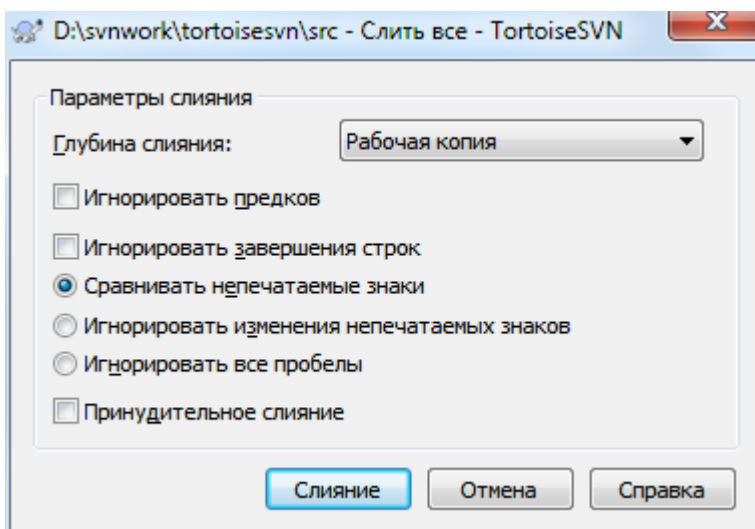 D:\svnwork\tortoisesvn\src - Слить все - TortoiseSVN
Параметры слияния
Глубина слияния: Рабочая копия
Игнорировать предков
Игнорировать завершения строк
Сравнивать непечатаемые знаки
Игнорировать изменения непечатаемых знаков
Игнорировать все пробелы
Принудительное слияние
Слияние Отмена Справка